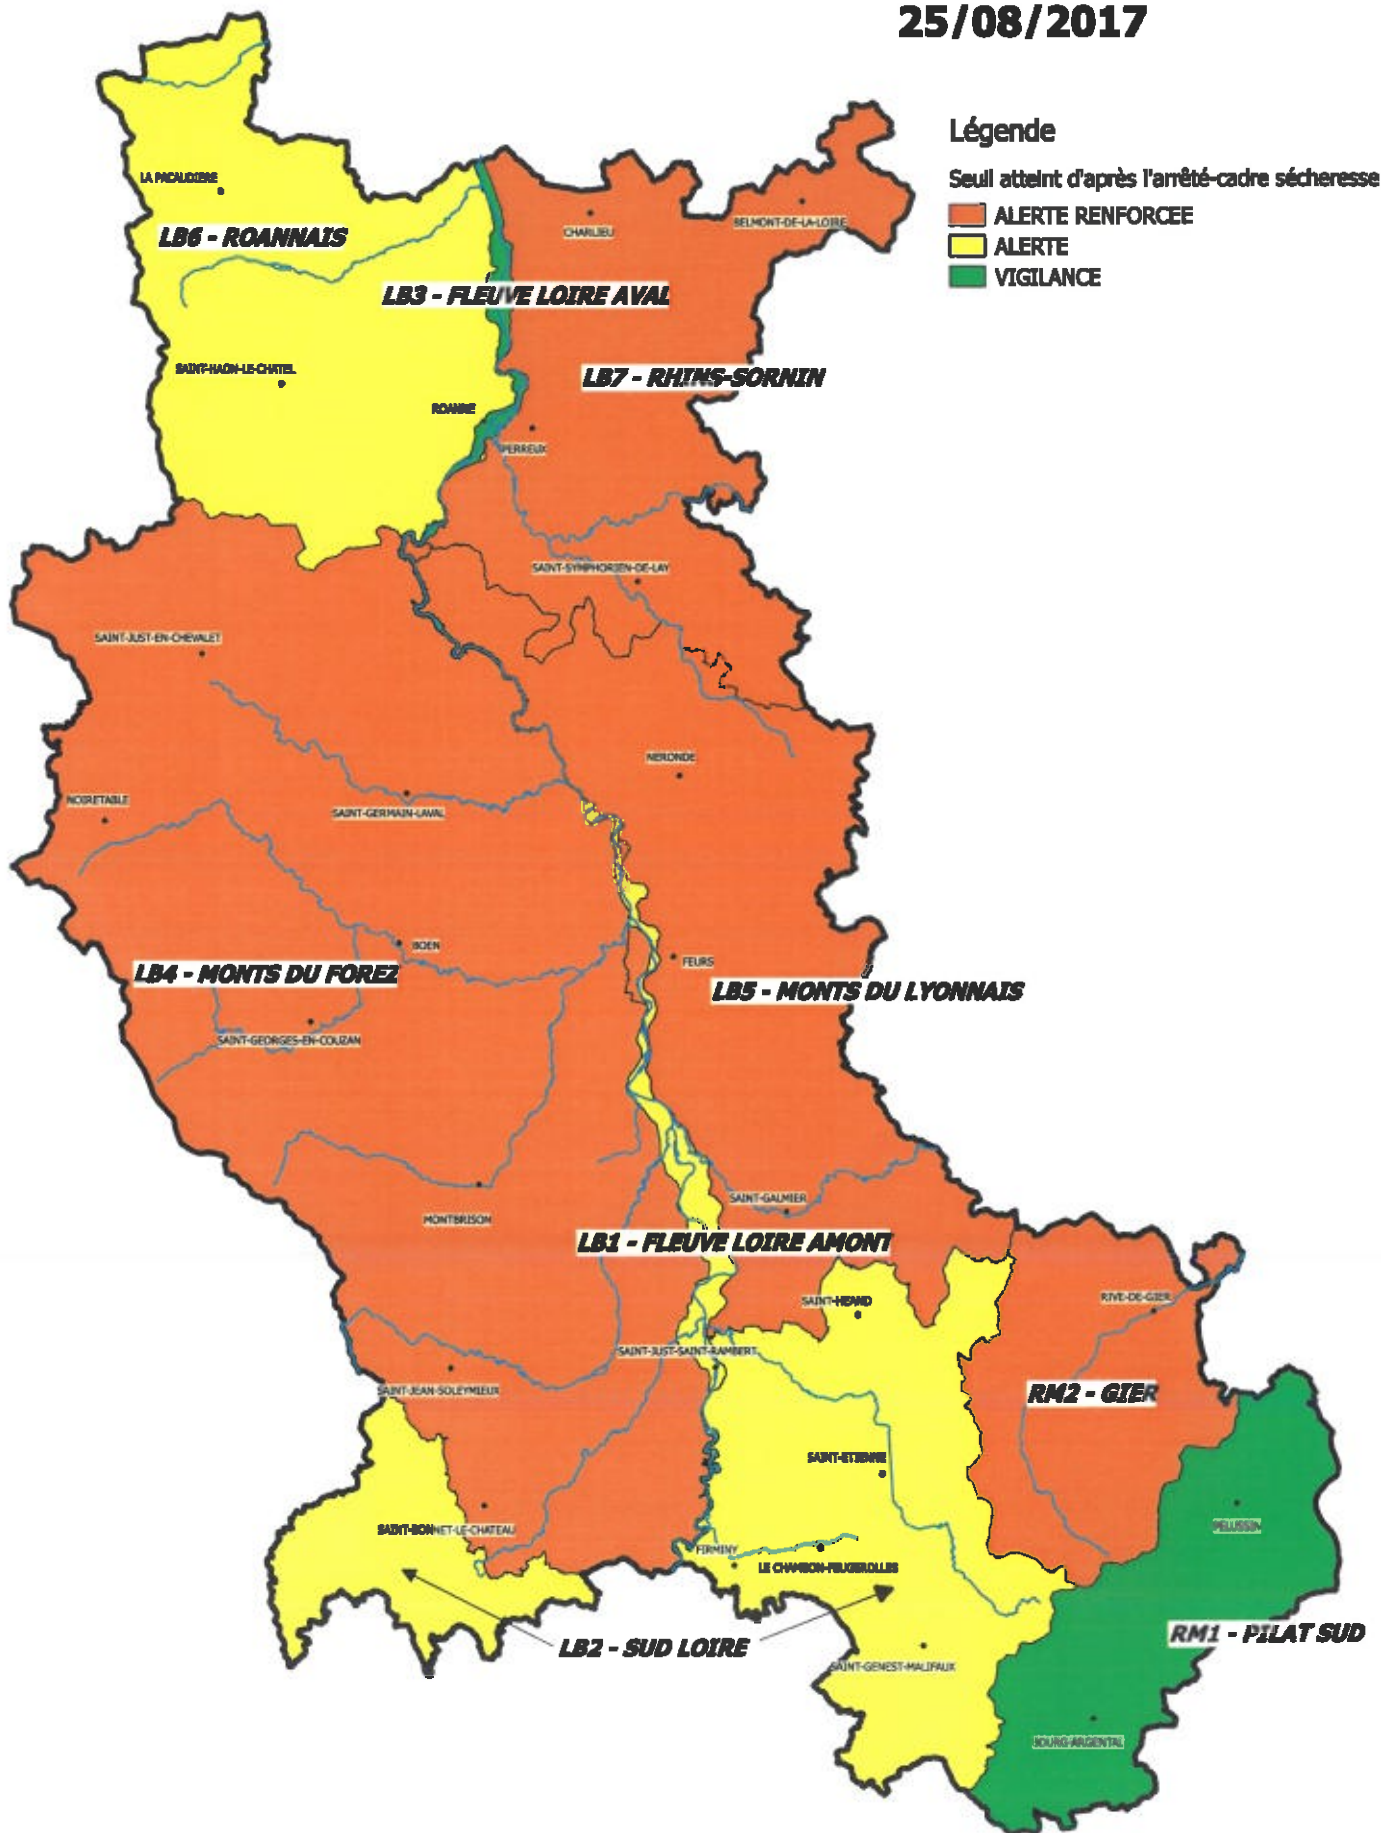 25/08/2017
Légende
Seuil atteint d'après l'arrêté-cadre sécheresse
ALERTE RENFORCEE
ALERTE
VIGILANCE
LA PACAUDIERE
BELMONT-DE-LA-LOIRE
CHARLIEU
LB6 - ROANNAIS
LB3 - FLEUVE LOIRE AVAL
SAINT-HAON-LE-CHATEL
LB7 - RHINS-SORNIN
ROANNE
PERREUX
SAINT-SYMPHORIEN-DE-LAY
SAINT-JUST-EN-CHEVALET
NERONDE
NOIRETABLE
SAINT-GERMAIN-LAVAL
BOEN
FEURS
LB4 - MONTS DU FOREZ
LB5 - MONTS DU LYONNAIS
SAINT-GEORGES-EN-COUZAN
SAINT-GALMIER
MONTBRISON
LB1 - FLEUVE LOIRE AMONT
RIVE-DE-GIER
SAINT-HEAND
SAINT-JUST-SAINT-RAMBERT
SAINT-JEAN-SOLEYMIEUX
RM2 - GIER
SAINT-ETIENNE
SAINT-BONNET-LE-CHATEAU
PELUSSIN
FIRMINY
LE CHAMBON-FEUGEROLLES
RM1 - PILAT SUD
LB2 - SUD LOIRE
SAINT-GENEST-MALIFAUX
BOURG-ARGENTAL